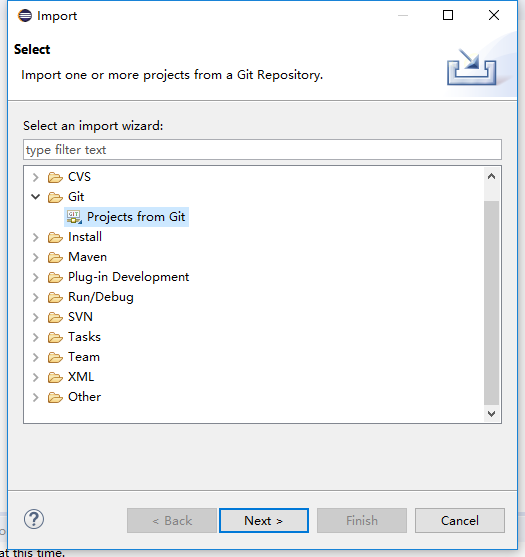 Import
Select
Import one or more projects from a Git Repository.
Select an import wizard:
type filter text
CVS
Git
GIT
Projects from Git
Install
Maven
Plug-in Development
Run/Debug
SVN
Tasks
Team
XML
Other
?
< Back
Next >
Finish
Cancel
at this time.